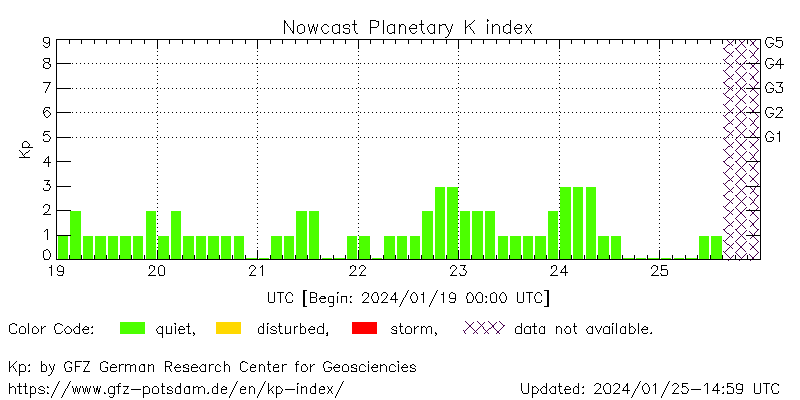 Nowcast Planetary K index
9 G5
8 G4
7 G3
6 G2
5 G1
4
3
2
1
0
Kp
19 20 21 22 23 24 25
UTC [Begin: 2024/01/19 00:00 UTC]
Color Code: quiet, disturbed, storm, data not available.
Kp: by GFZ German Research Center for Geosciencies
https://www.gfz-potsdam.de/en/kp-index/ Updated: 2024/01/25-14:59 UTC